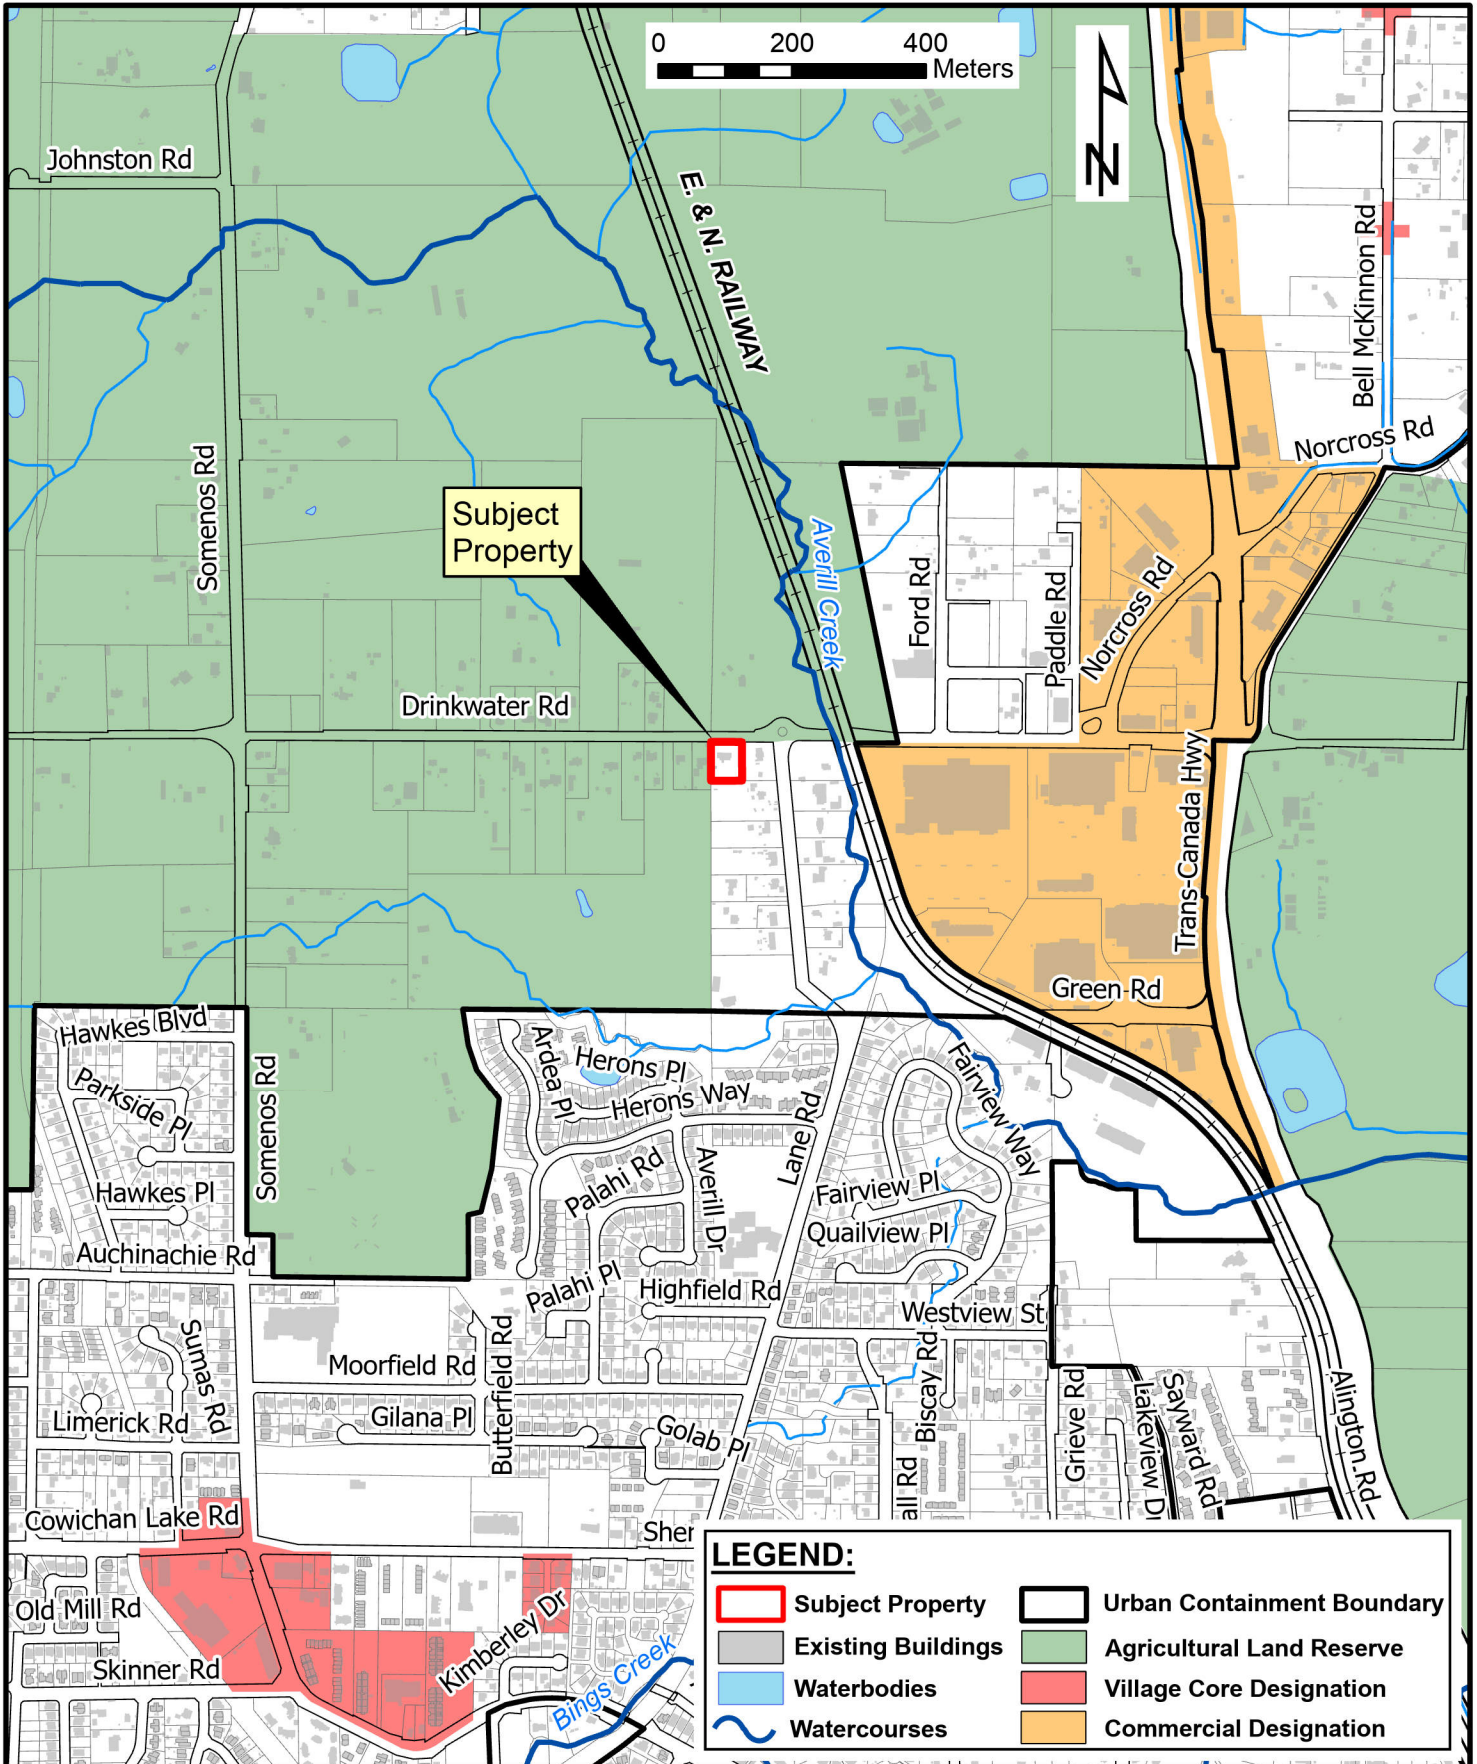 0 200 400
Meters
N
Johnston Rd
E. & N. RAILWAY
Bell McKinnon Rd
Norcross Rd
Somenos Rd
Subject
Property
Averill Creek
Ford Rd
Paddle Rd
Norcross Rd
Drinkwater Rd
Trans-Canada Hwy
Green Rd
Hawkes Blvd
Parkside Pl
Somenos Rd
Ardea Pl
Herons Pl
Herons Way
Lane Rd
Fairview Way
Hawkes Pl
Palahi Rd
Averill Dr
Fairview Pl
Quailview Pl
Auchinachie Rd
Palahi Pl
Highfield Rd
Westview St
Sumas Rd
Moorfield Rd
Butterfield Rd
Biscay Rd
Grieve Rd
Lakeview Dr
Sayward Rd
Alington Rd
Limerick Rd
Gilana Pl
Golab Pl
all Rd
Cowichan Lake Rd
Sher
Old Mill Rd
Skinner Rd
Kimberley Dr
Bings Creek
LEGEND:
Subject Property
Existing Buildings
Waterbodies
Watercourses
Urban Containment Boundary
Agricultural Land Reserve
Village Core Designation
Commercial Designation